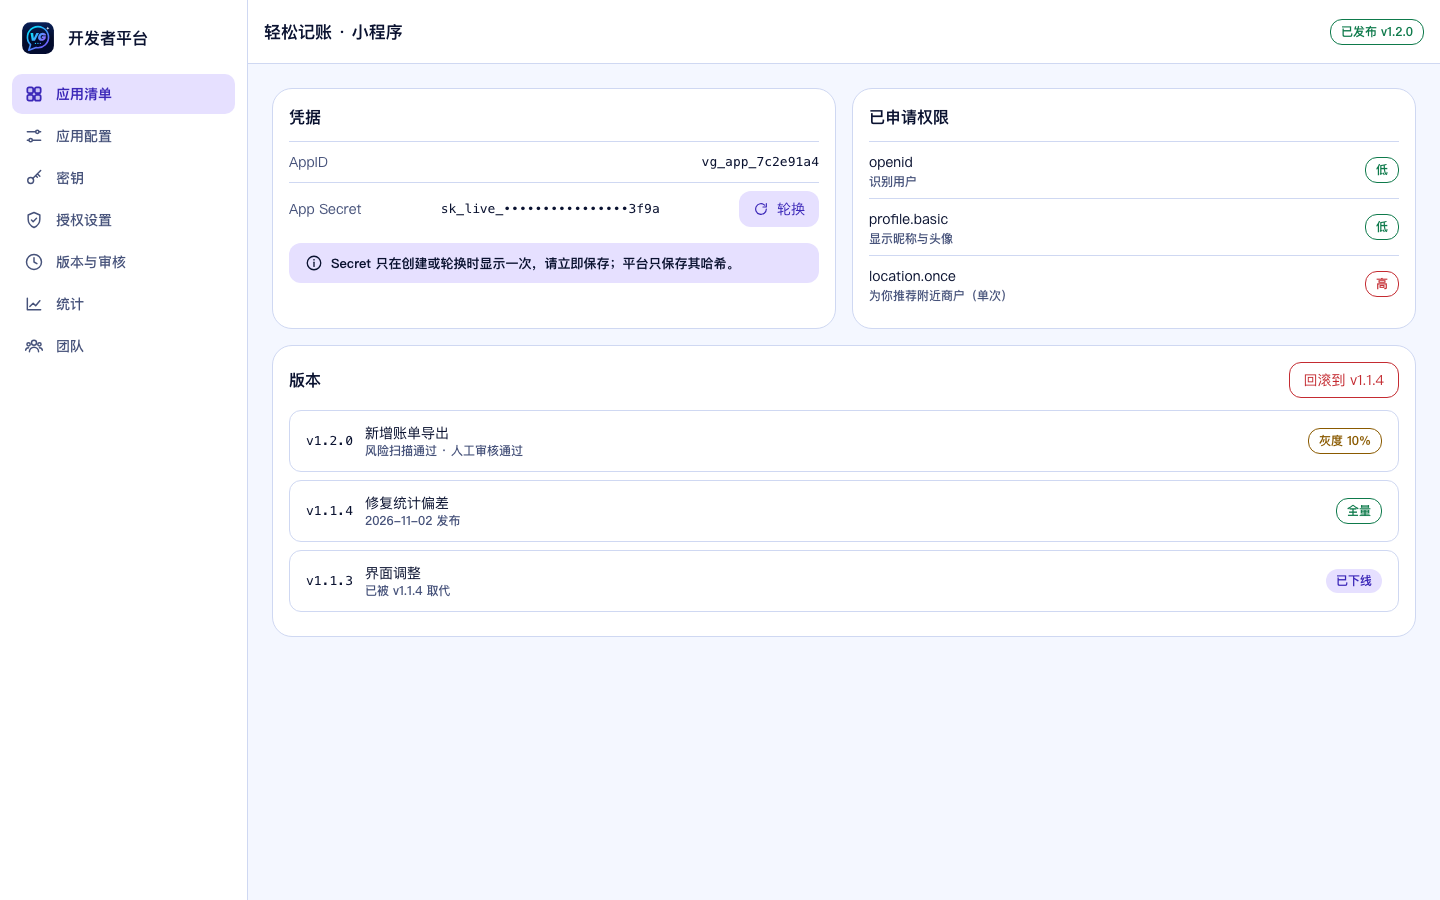 VG
开发者平台
应用清单
应用配置
密钥
授权设置
版本与审核
统计
团队
轻松记账 · 小程序
已发布 v1.2.0
凭据
AppID
vg_app_7c2e91a4
App Secret
sk_live_••••••••••••••••3f9a
轮换
Secret 只在创建或轮换时显示一次，请立即保存；平台只保存其哈希。
已申请权限
openid
识别用户
低
profile.basic
显示昵称与头像
低
location.once
为你推荐附近商户（单次）
高
版本
回滚到 v1.1.4
v1.2.0
新增账单导出
风险扫描通过 · 人工审核通过
灰度 10%
v1.1.4
修复统计偏差
2026-11-02 发布
全量
v1.1.3
界面调整
已被 v1.1.4 取代
已下线